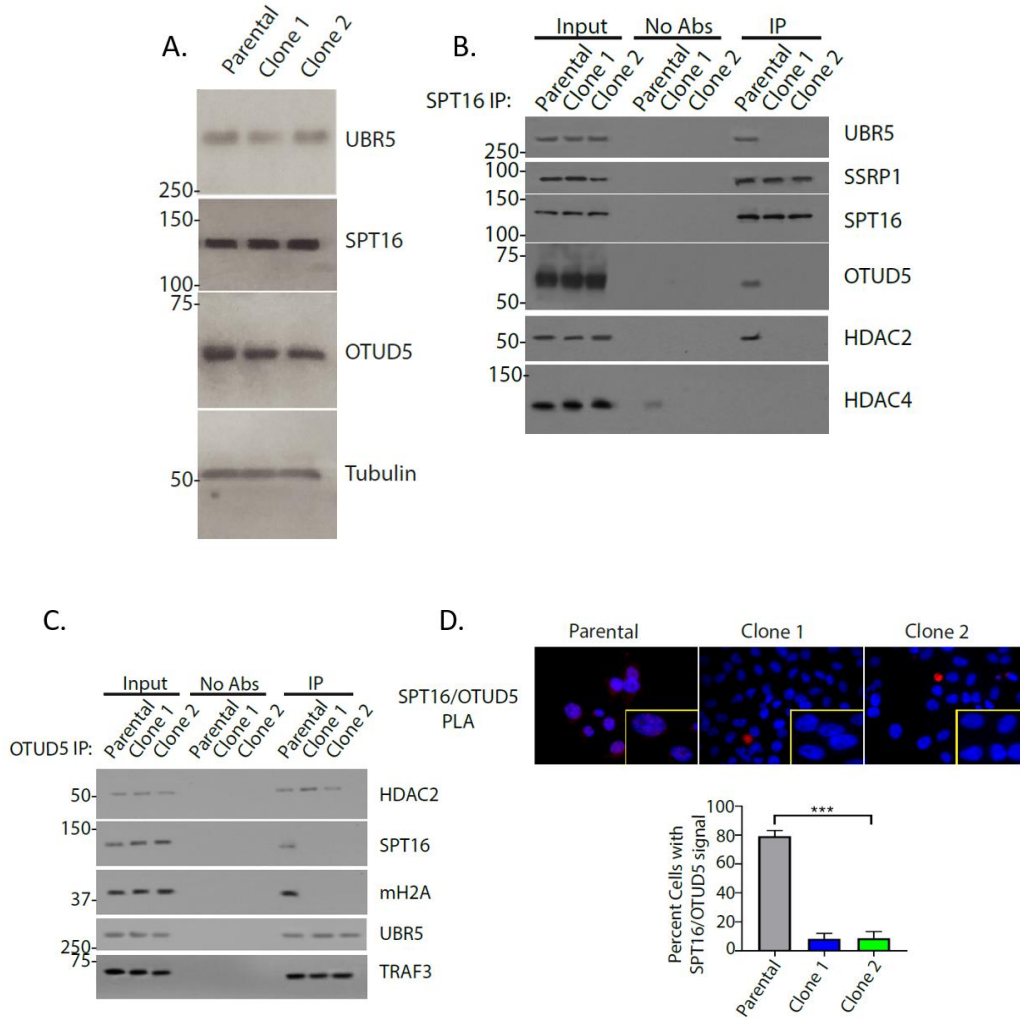 A.
Parental
Clone 1
Clone 2
UBR5
250
150
SPT16
100
75
OTUD5
50
Tubulin
B.
Input No Abs IP
SPT16 IP:
Parental Clone 1 Clone 2 Parental Clone 1 Clone 2 Parental Clone 1 Clone 2
UBR5
250
100
SSRP1
150
SPT16
100
75
OTUD5
50
HDAC2
50
150
HDAC4
C.
Input No Abs IP
OTUD5 IP:
Parental Clone 1 Clone 2 Parental Clone 1 Clone 2 Parental Clone 1 Clone 2
50
HDAC2
150
SPT16
mH2A
37
UBR5
250
75
TRAF3
D.
Parental Clone 1 Clone 2
SPT16/OTUD5
PLA
***
Percent Cells with
SPT16/OTUD5 signal
100
80
60
40
20
0
Parental
Clone 1
Clone 2